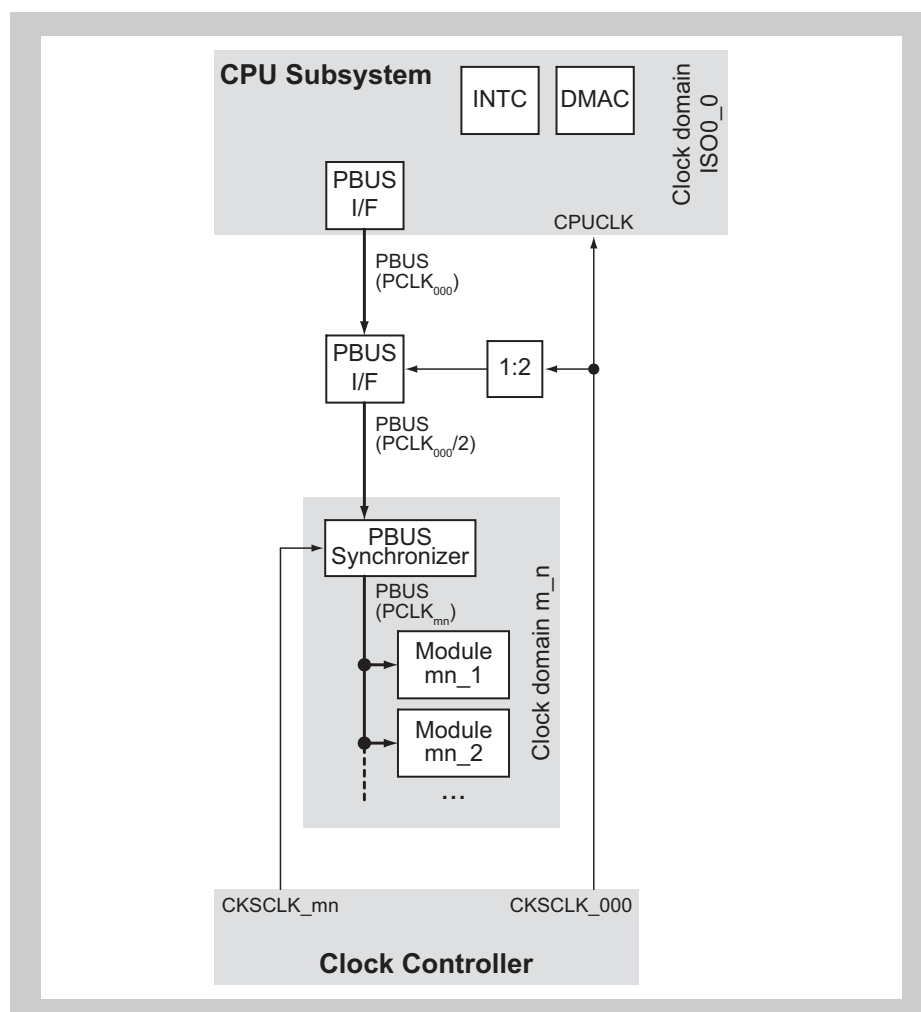 CPU Subsystem
INTC
DMAC
Clock domain
ISO0_0
PBUS
I/F
CPUCLK
PBUS
(PCLK000)
PBUS
I/F
1:2
PBUS
(PCLK000/2)
PBUS
Synchronizer
PBUS
(PCLKmn)
Module
mn_1
Module
mn_2
...
Clock domain m_n
CKSCLK_mn
CKSCLK_000
Clock Controller